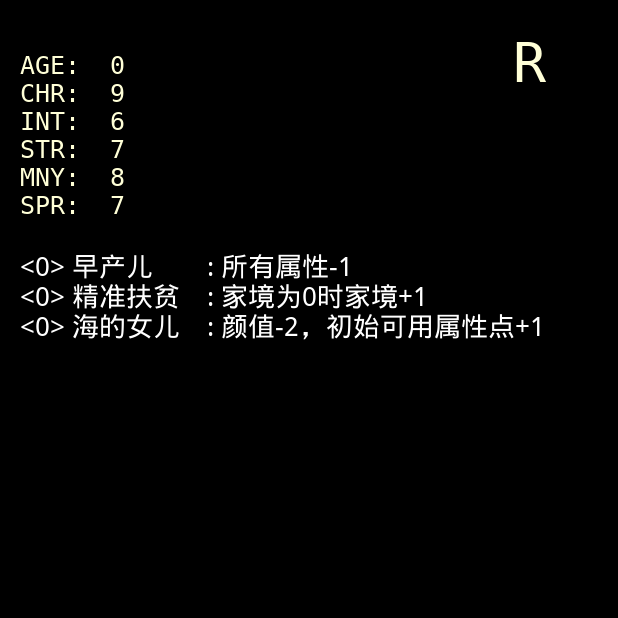 R
AGE: 0
CHR: 9
INT: 6
STR: 7
MNY: 8
SPR: 7
<0> 早产儿 : 所有属性-1
<0> 精准扶贫 : 家境为0时家境+1
<0> 海的女儿 : 颜值-2，初始可用属性点+1